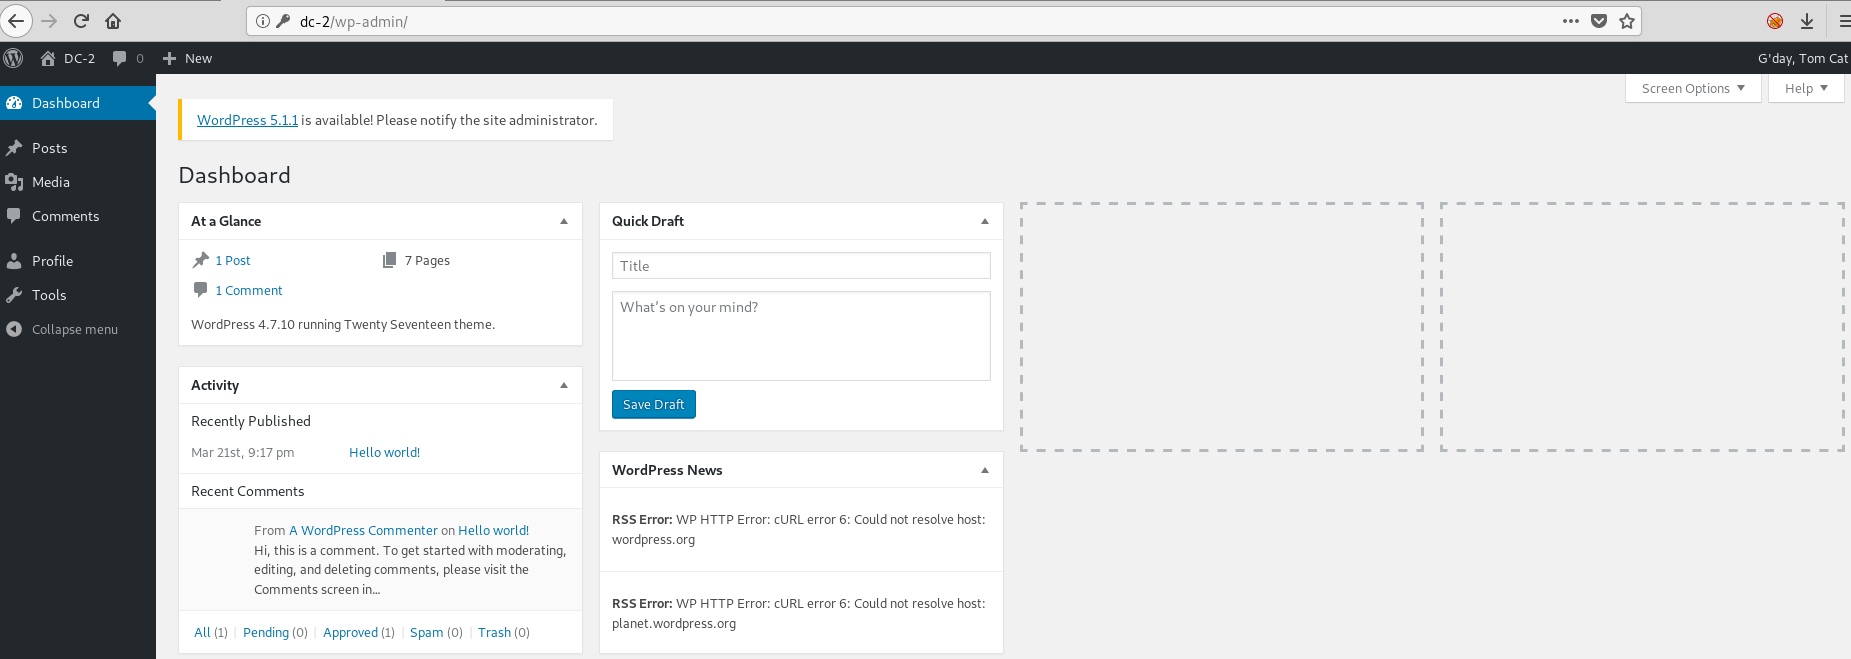 dc-2/wp-admin/
DC-2 0 New G'day, Tom Cat
Dashboard
Posts
Media
Comments
Profile
Tools
Collapse menu
Screen Options Help
WordPress 5.1.1 is available! Please notify the site administrator.
Dashboard
At a Glance
1 Post 7 Pages
1 Comment
WordPress 4.7.10 running Twenty Seventeen theme.
Activity
Recently Published
Mar 21st, 9:17 pm Hello world!
Recent Comments
From A WordPress Commenter on Hello world!
Hi, this is a comment. To get started with moderating,
editing, and deleting comments, please visit the
Comments screen in…
All (1) | Pending (0) | Approved (1) | Spam (0) | Trash (0)
Quick Draft
Title
What's on your mind?
Save Draft
WordPress News
RSS Error: WP HTTP Error: cURL error 6: Could not resolve host:
wordpress.org
RSS Error: WP HTTP Error: cURL error 6: Could not resolve host:
planet.wordpress.org